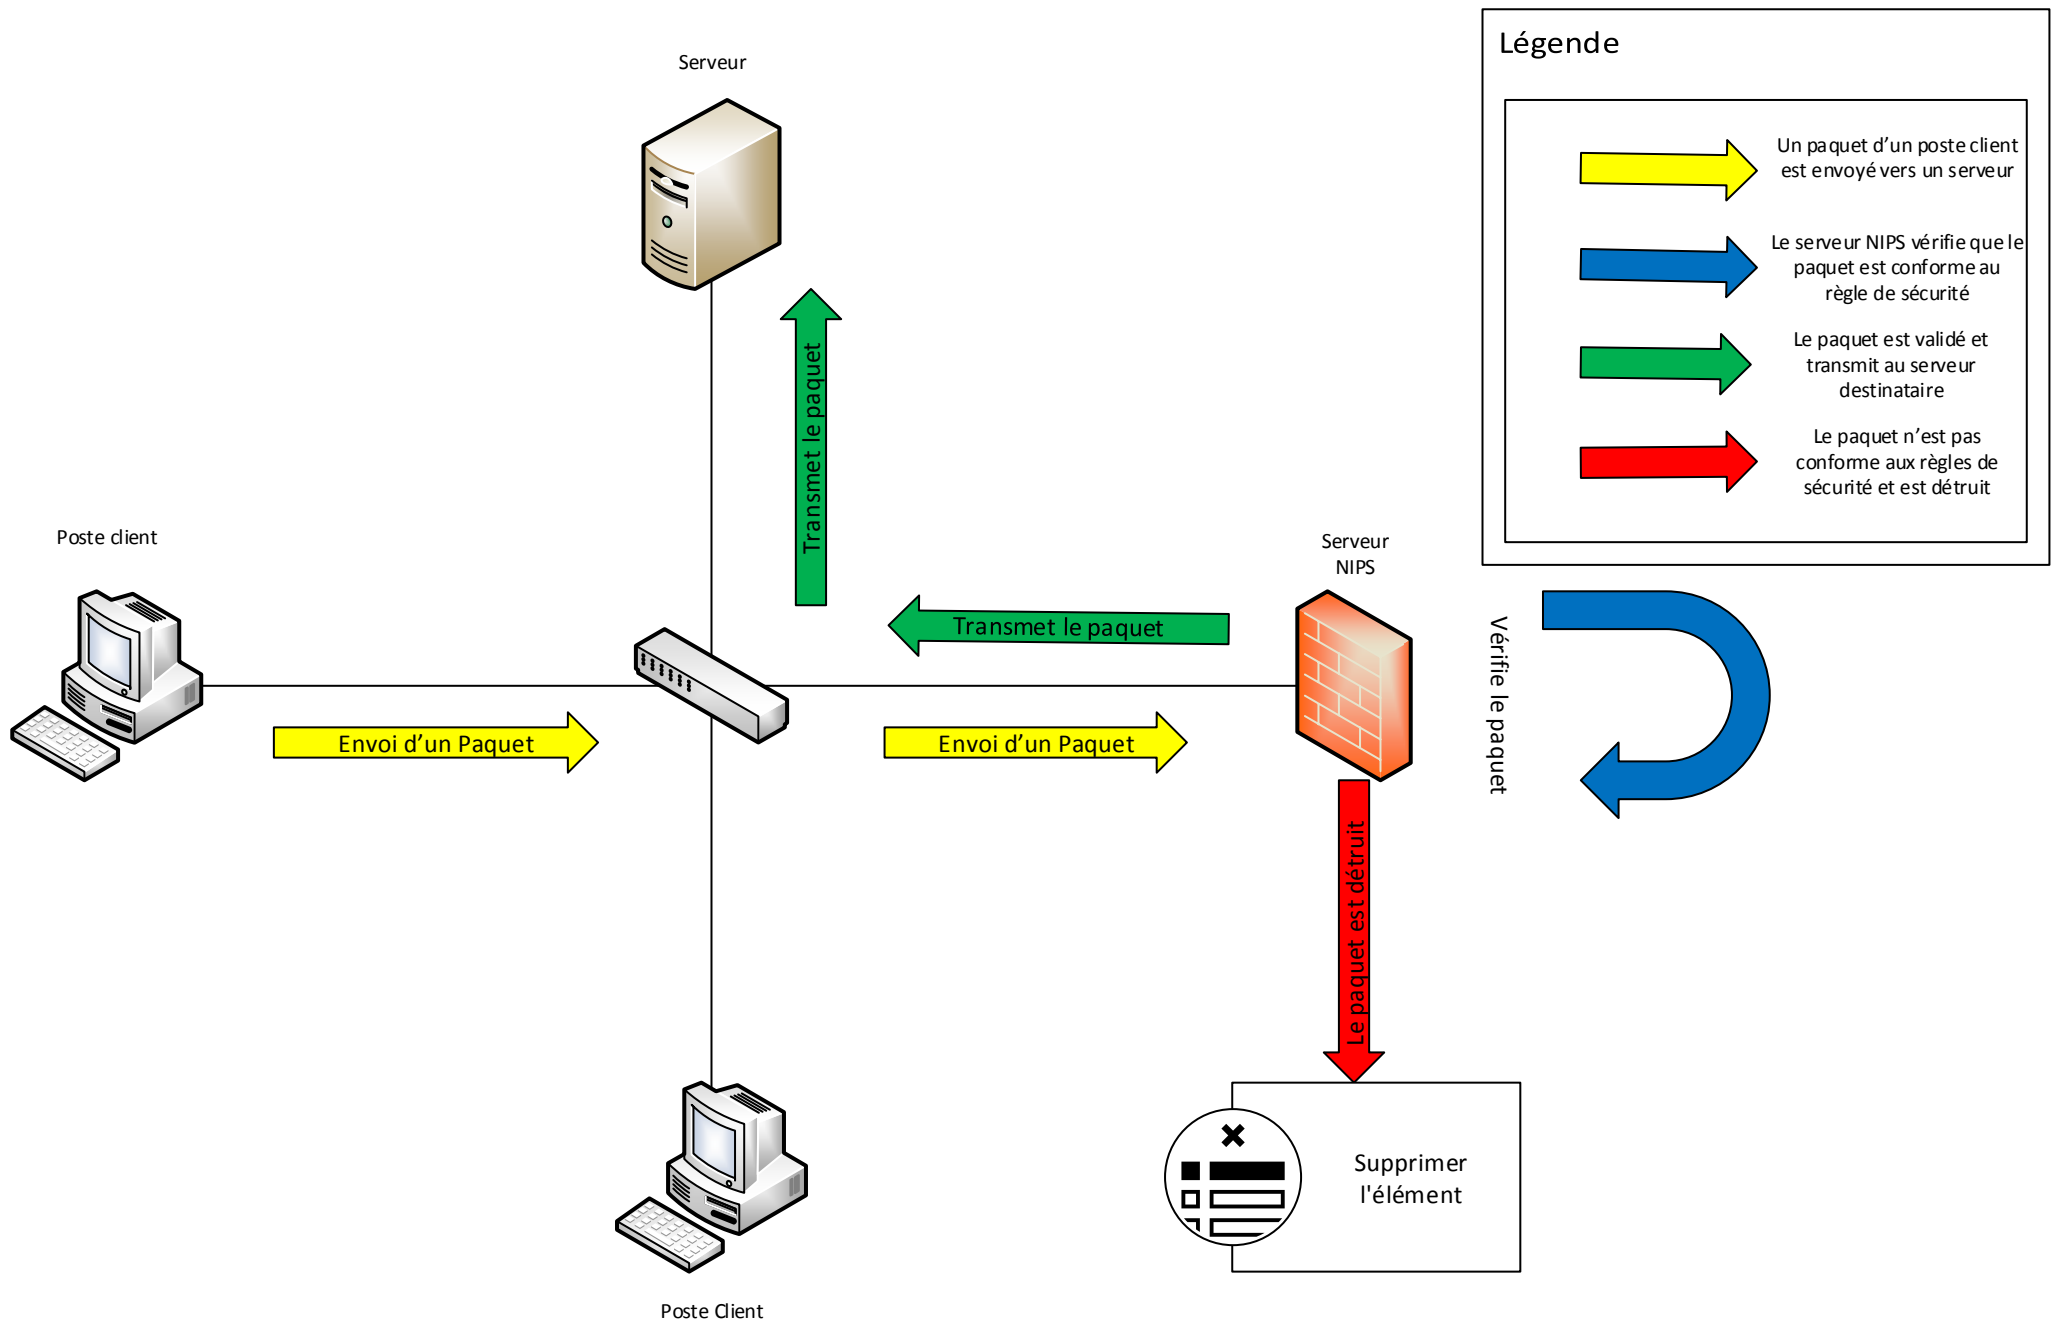 Serveur
Légende
Un paquet d’un poste client
est envoyé vers un serveur
Le serveur NIPS vérifie que le
paquet est conforme au
règle de sécurité
Le paquet est validé et
transmit au serveur
destinataire
Le paquet n’est pas
conforme aux règles de
sécurité et est détruit
Transmet le paquet
Poste client
Serveur
NIPS
Transmet le paquet
Vérifie le paquet
Envoi d’un Paquet
Envoi d’un Paquet
Le paquet est détruit
Supprimer
l'élément
Poste Client